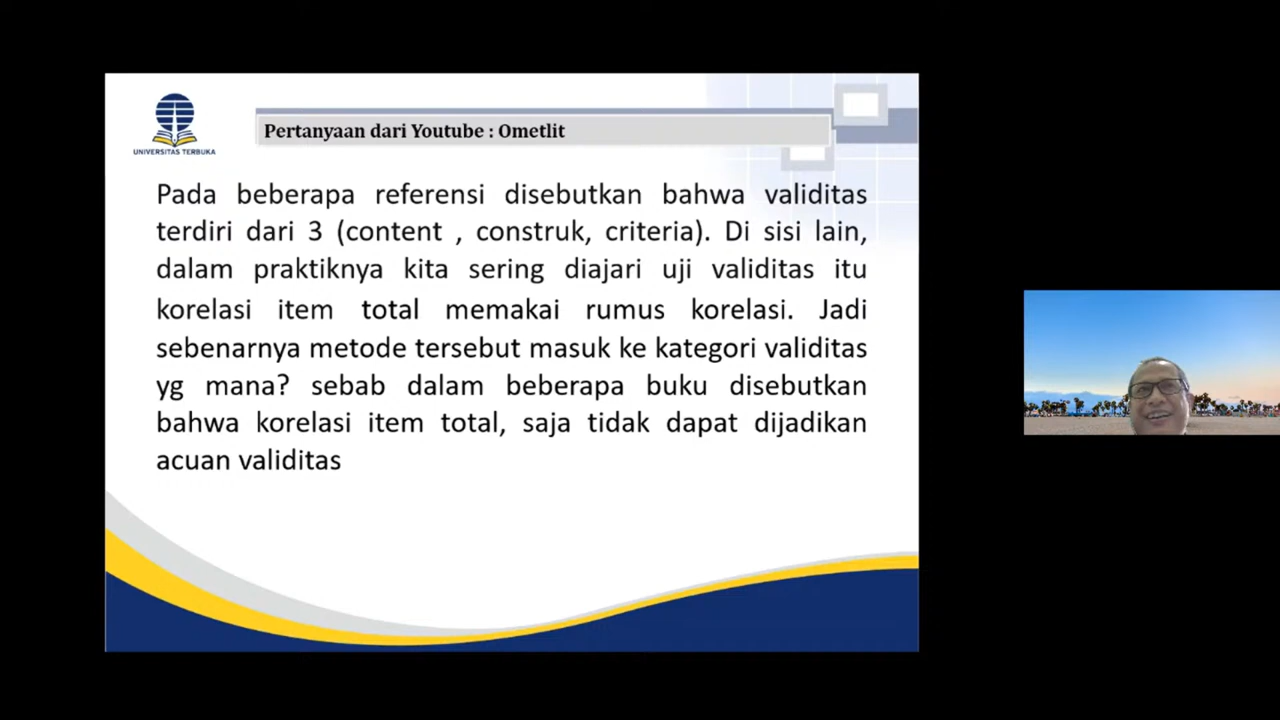 UNIVERSITAS TERBUKA
Pertanyaan dari Youtube : Ometlit
Pada beberapa referensi disebutkan bahwa validitas
terdiri dari 3 (content , construk, criteria). Di sisi lain,
dalam praktiknya kita sering diajari uji validitas itu
korelasi item total memakai rumus korelasi. Jadi
sebenarnya metode tersebut masuk ke kategori validitas
yg mana? sebab dalam beberapa buku disebutkan
bahwa korelasi item total, saja tidak dapat dijadikan
acuan validitas